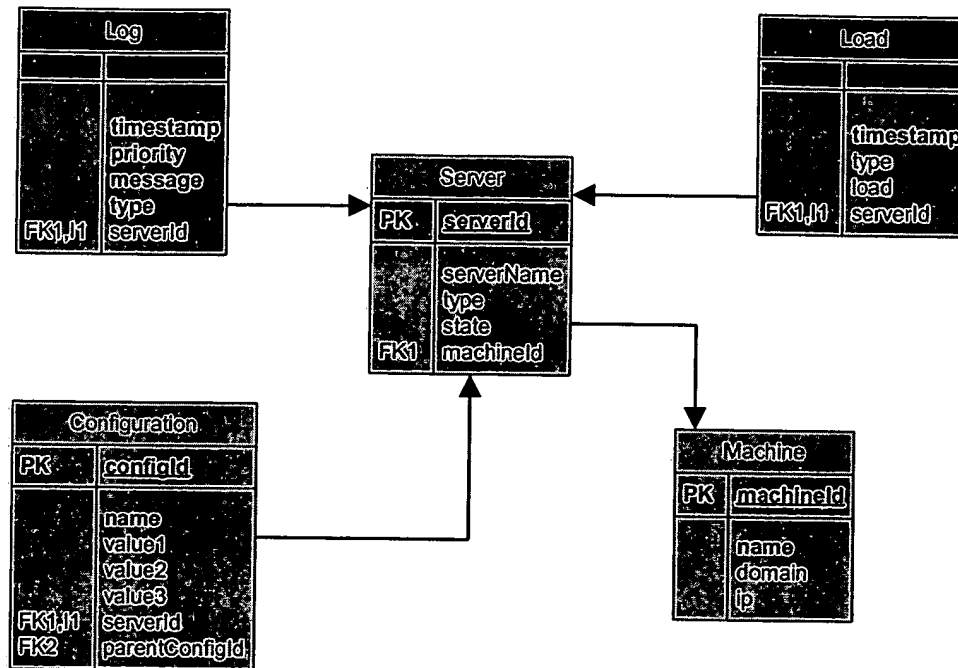 Log
timestamp
priority
message
type
FK1,I1 serverId
Load
timestamp
type
load
FK1,I1 serverId
Server
PK serverId
serverName
type
state
FK1 machineId
Configuration
PK configId
name
value1
value2
value3
FK1,I1 serverId
FK2 parentConfigId
Machine
PK machineId
name
domain
ip